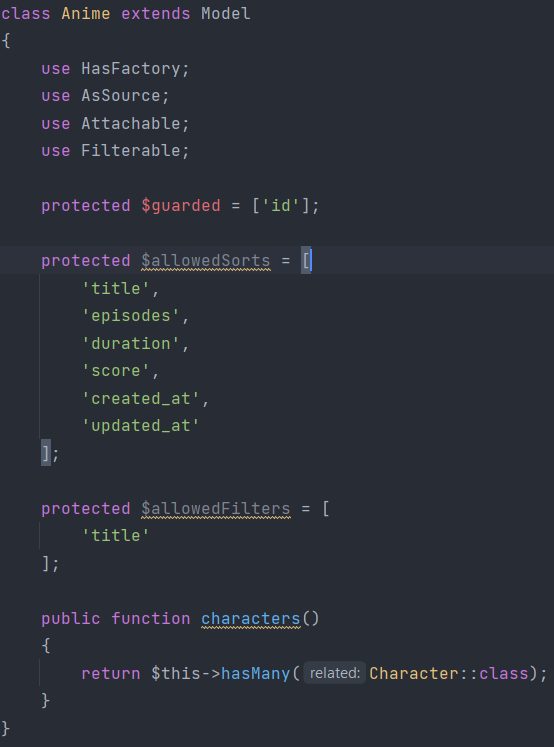 class Anime extends Model
{
    use HasFactory;
    use AsSource;
    use Attachable;
    use Filterable;

    protected $guarded = ['id'];

    protected $allowedSorts = [
        'title',
        'episodes',
        'duration',
        'score',
        'created_at',
        'updated_at'
    ];

    protected $allowedFilters = [
        'title'
    ];

    public function characters()
    {
        return $this->hasMany( related: Character::class);
    }
}